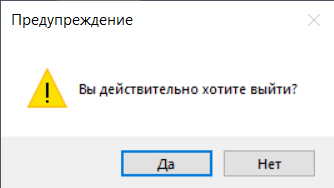 Предупреждение
Вы действительно хотите выйти?
Да
Нет